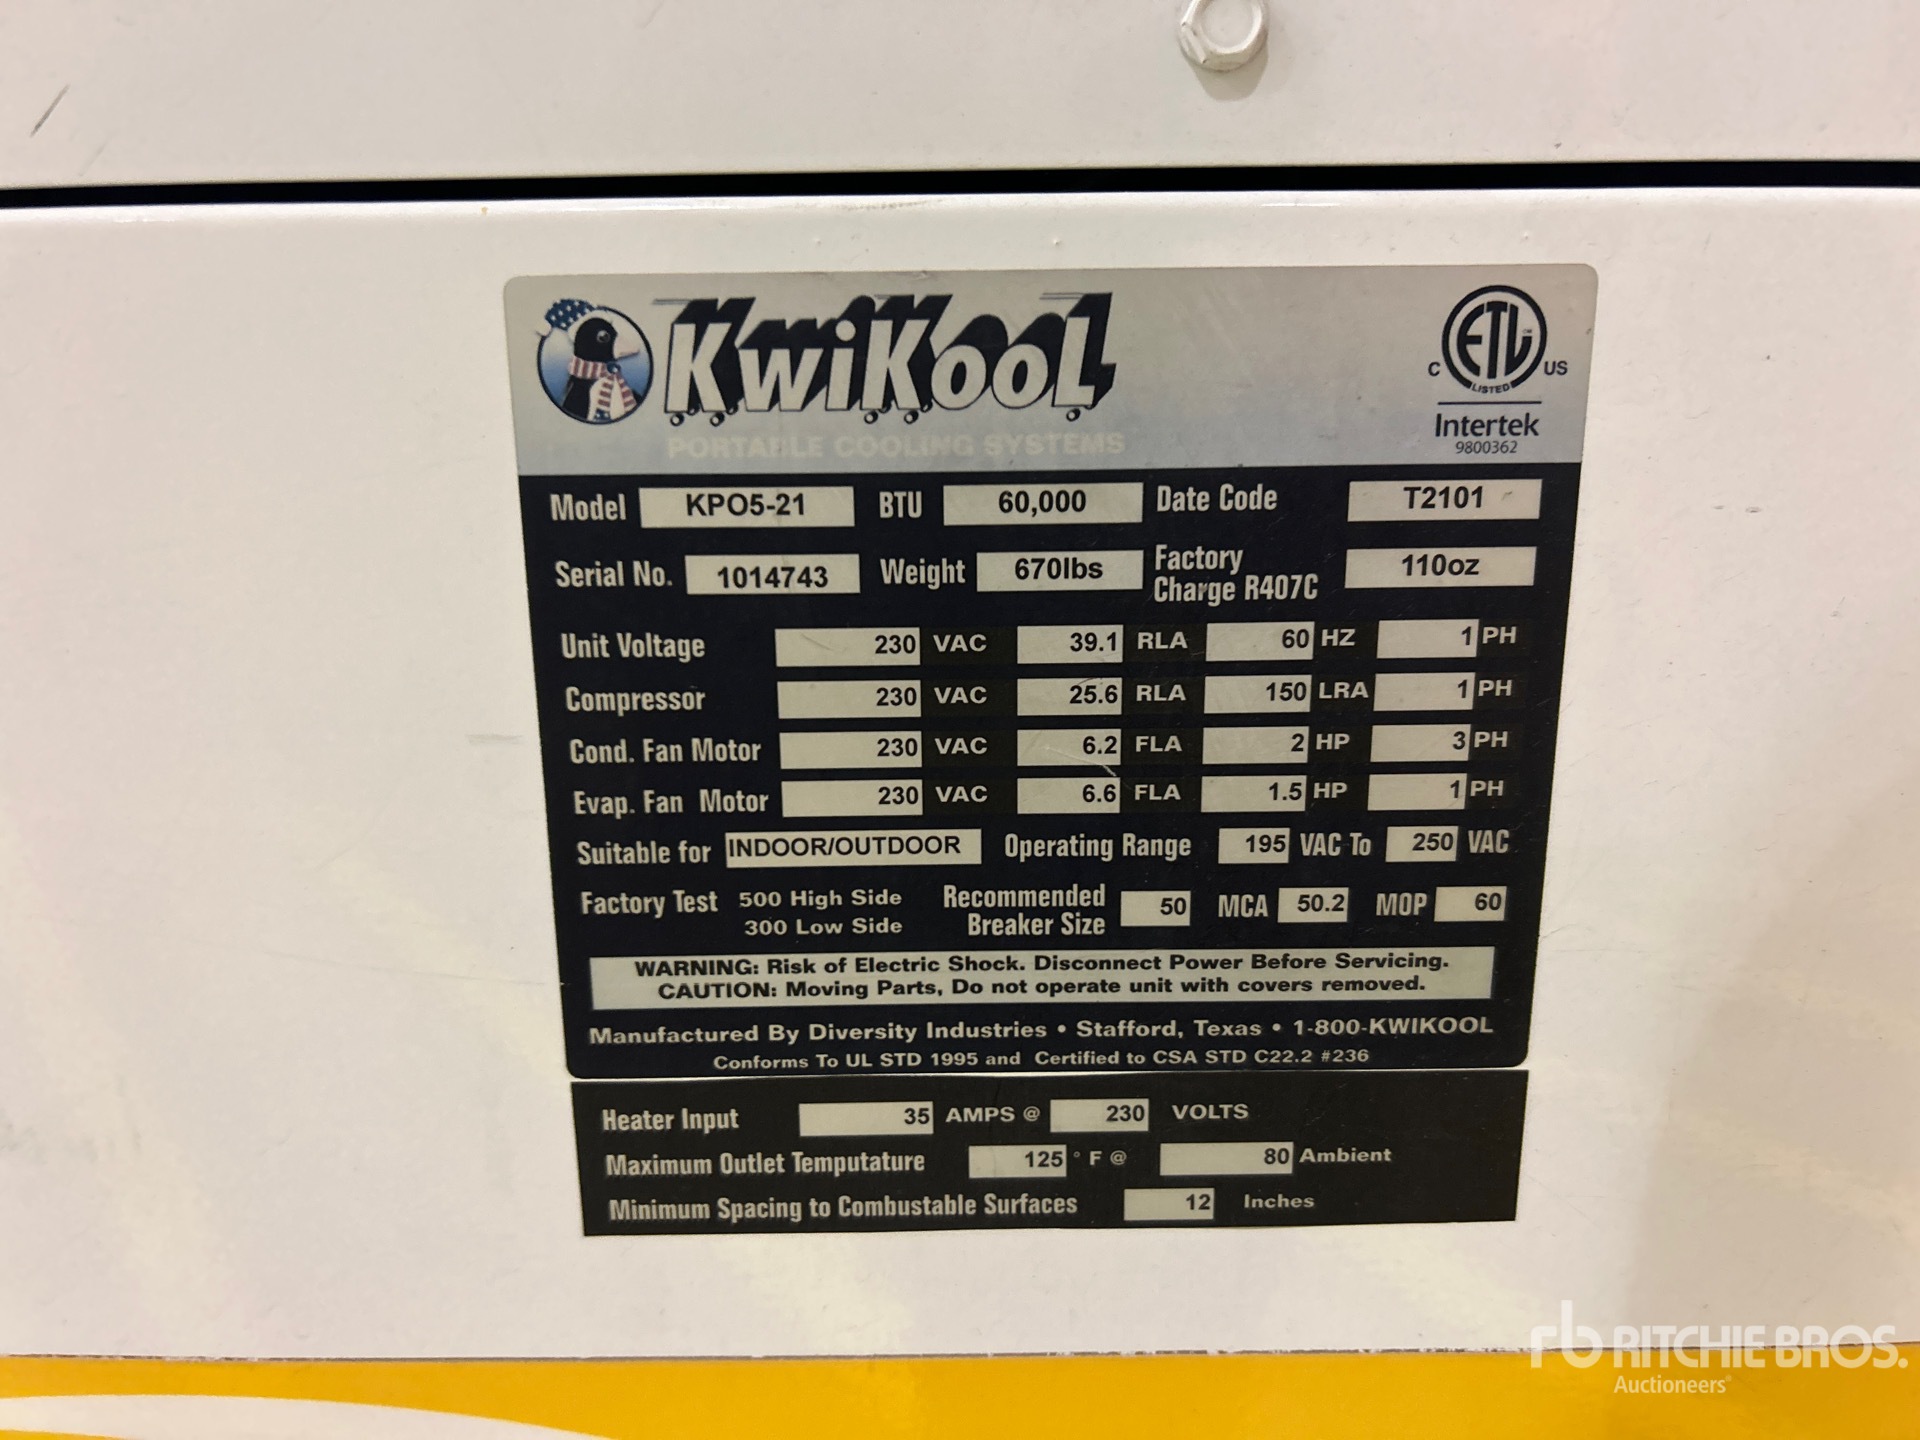 KwiKool
PORTABLE COOLING SYSTEMS
ETL CM
LISTED
C US
Intertek
9800362
Model KPO5-21 BTU 60,000 Date Code T2101
Serial No. 1014743 Weight 670lbs Factory Charge R407C 110oz
Unit Voltage 230 VAC 39.1 RLA 60 HZ 1 PH
Compressor 230 VAC 25.6 RLA 150 LRA 1 PH
Cond. Fan Motor 230 VAC 6.2 FLA 2 HP 3 PH
Evap. Fan Motor 230 VAC 6.6 FLA 1.5 HP 1 PH
Suitable for INDOOR/OUTDOOR Operating Range 195 VAC To 250 VAC
Factory Test 500 High Side Recommended Breaker Size 50 MCA 50.2 MOP 60
300 Low Side
WARNING: Risk of Electric Shock. Disconnect Power Before Servicing.
CAUTION: Moving Parts, Do not operate unit with covers removed.
Manufactured By Diversity Industries • Stafford, Texas • 1-800-KWIKOOL
Conforms To UL STD 1995 and Certified to CSA STD C22.2 #236
Heater Input 35 AMPS @ 230 VOLTS
Maximum Outlet Temputature 125 ° F @ 80 Ambient
Minimum Spacing to Combustable Surfaces 12 Inches
rb RITCHIE BROS.
Auctioneers